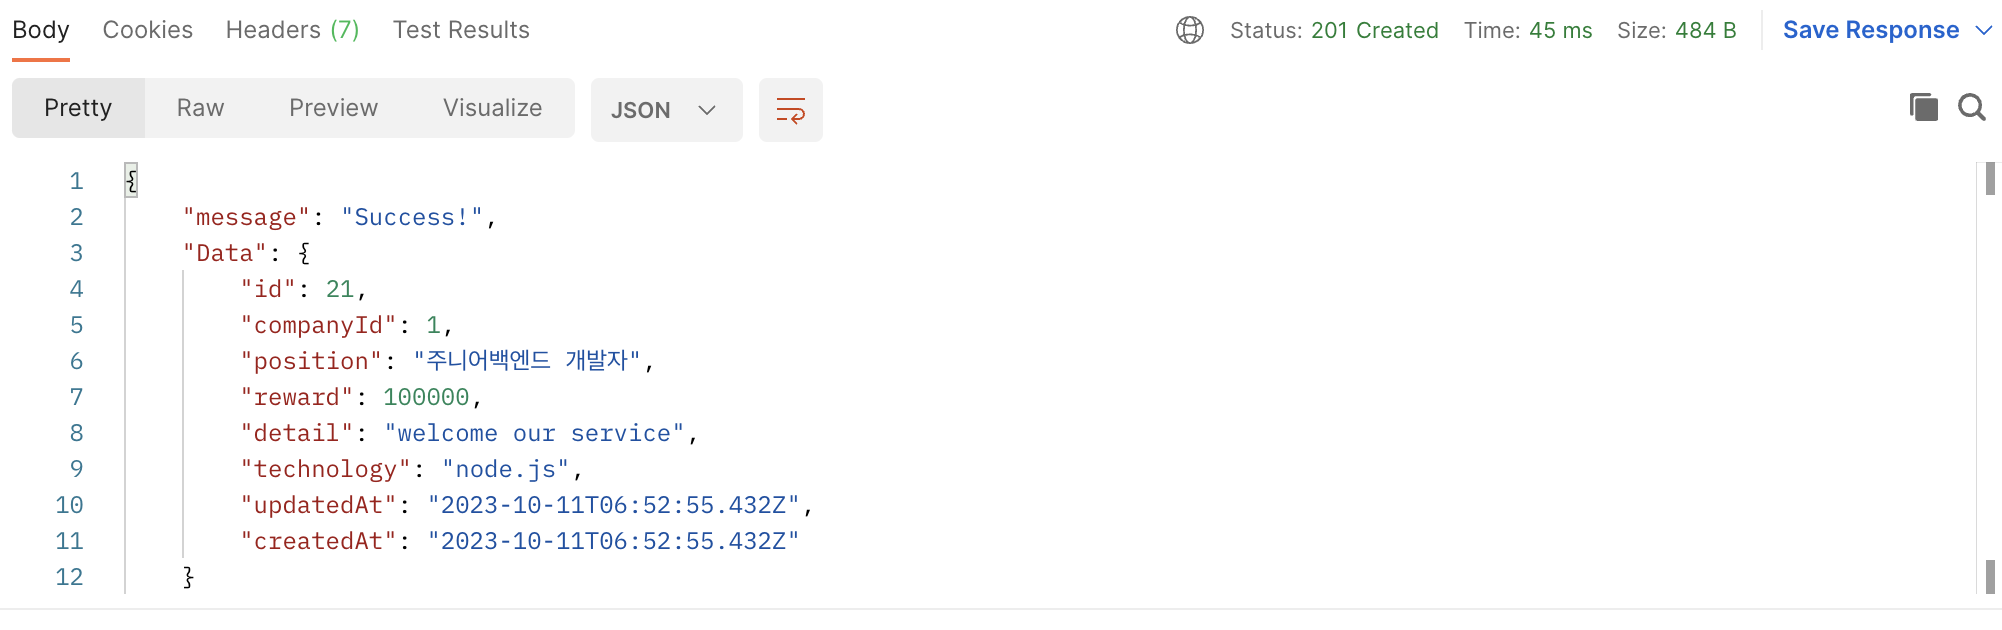 Body Cookies Headers (7) Test Results Status: 201 Created Time: 45 ms Size: 484 B Save Response
Pretty Raw Preview Visualize JSON
1 {
2 "message": "Success!",
3 "Data": {
4 "id": 21,
5 "companyId": 1,
6 "position": "주니어백엔드 개발자",
7 "reward": 100000,
8 "detail": "welcome our service",
9 "technology": "node.js",
10 "updatedAt": "2023-10-11T06:52:55.432Z",
11 "createdAt": "2023-10-11T06:52:55.432Z"
12 }